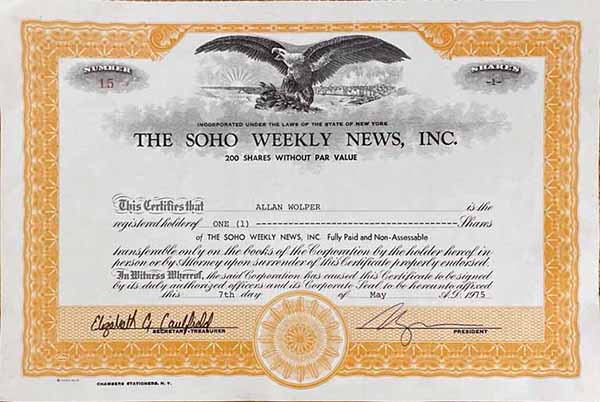 NUMBER
15
SHARES
-1-
INCORPORATED UNDER THE LAWS OF THE STATE OF NEW YORK
THE SOHO WEEKLY NEWS, INC.
200 SHARES WITHOUT PAR VALUE
This Certifies that ALLAN WOLPER is the
registered holder of ONE (1) Shares
of THE SOHO WEEKLY NEWS, INC Fully Paid and Non-Assessable
transferable only on the books of the Corporation by the holder hereof in
person or by Attorney upon surrender of this Certificate properly endorsed.
In Witness Whereof, the said Corporation has caused this Certificate to be signed
by its duly authorized officers and its Corporate Seal to be hereunto affixed
this 7th day of May A.D. 1975
Elizabeth G Caulfield
SECRETARY-TREASURER
PRESIDENT
CHAMBERS STATIONERS, N. Y.